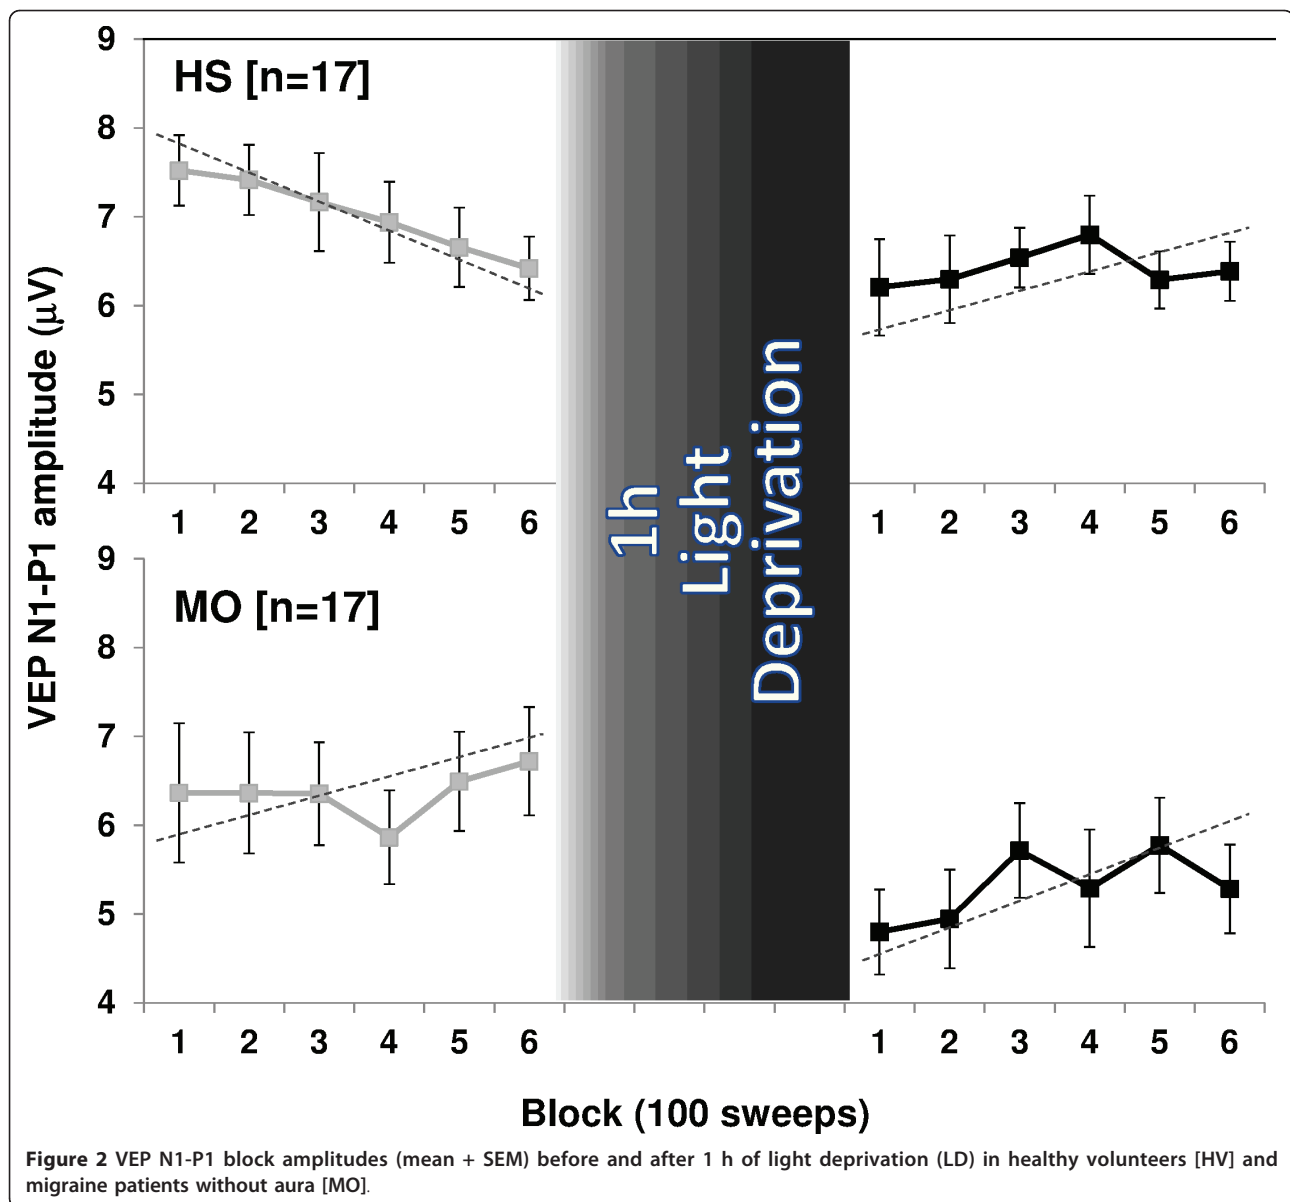 VEP N1-P1 amplitude (µV)
9
8
7
6
5
4
HS [n=17]
1 2 3 4 5 6
1 2 3 4 5 6
1h
Light
Deprivation
9
8
7
6
5
4
MO [n=17]
1 2 3 4 5 6
1 2 3 4 5 6
Block (100 sweeps)
Figure 2 VEP N1-P1 block amplitudes (mean + SEM) before and after 1 h of light deprivation (LD) in healthy volunteers [HV] and
migraine patients without aura [MO].